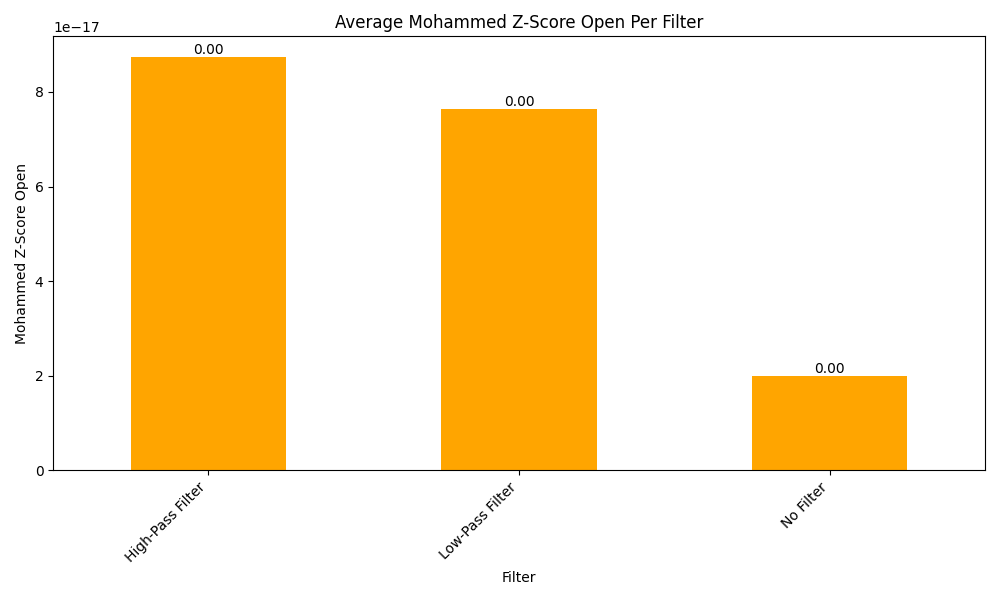 Average Mohammed Z-Score Open Per Filter
1e−17
0.00
0.00
0.00
8
6
4
2
0
Mohammed Z-Score Open
High-Pass Filter
Low-Pass Filter
No Filter
Filter